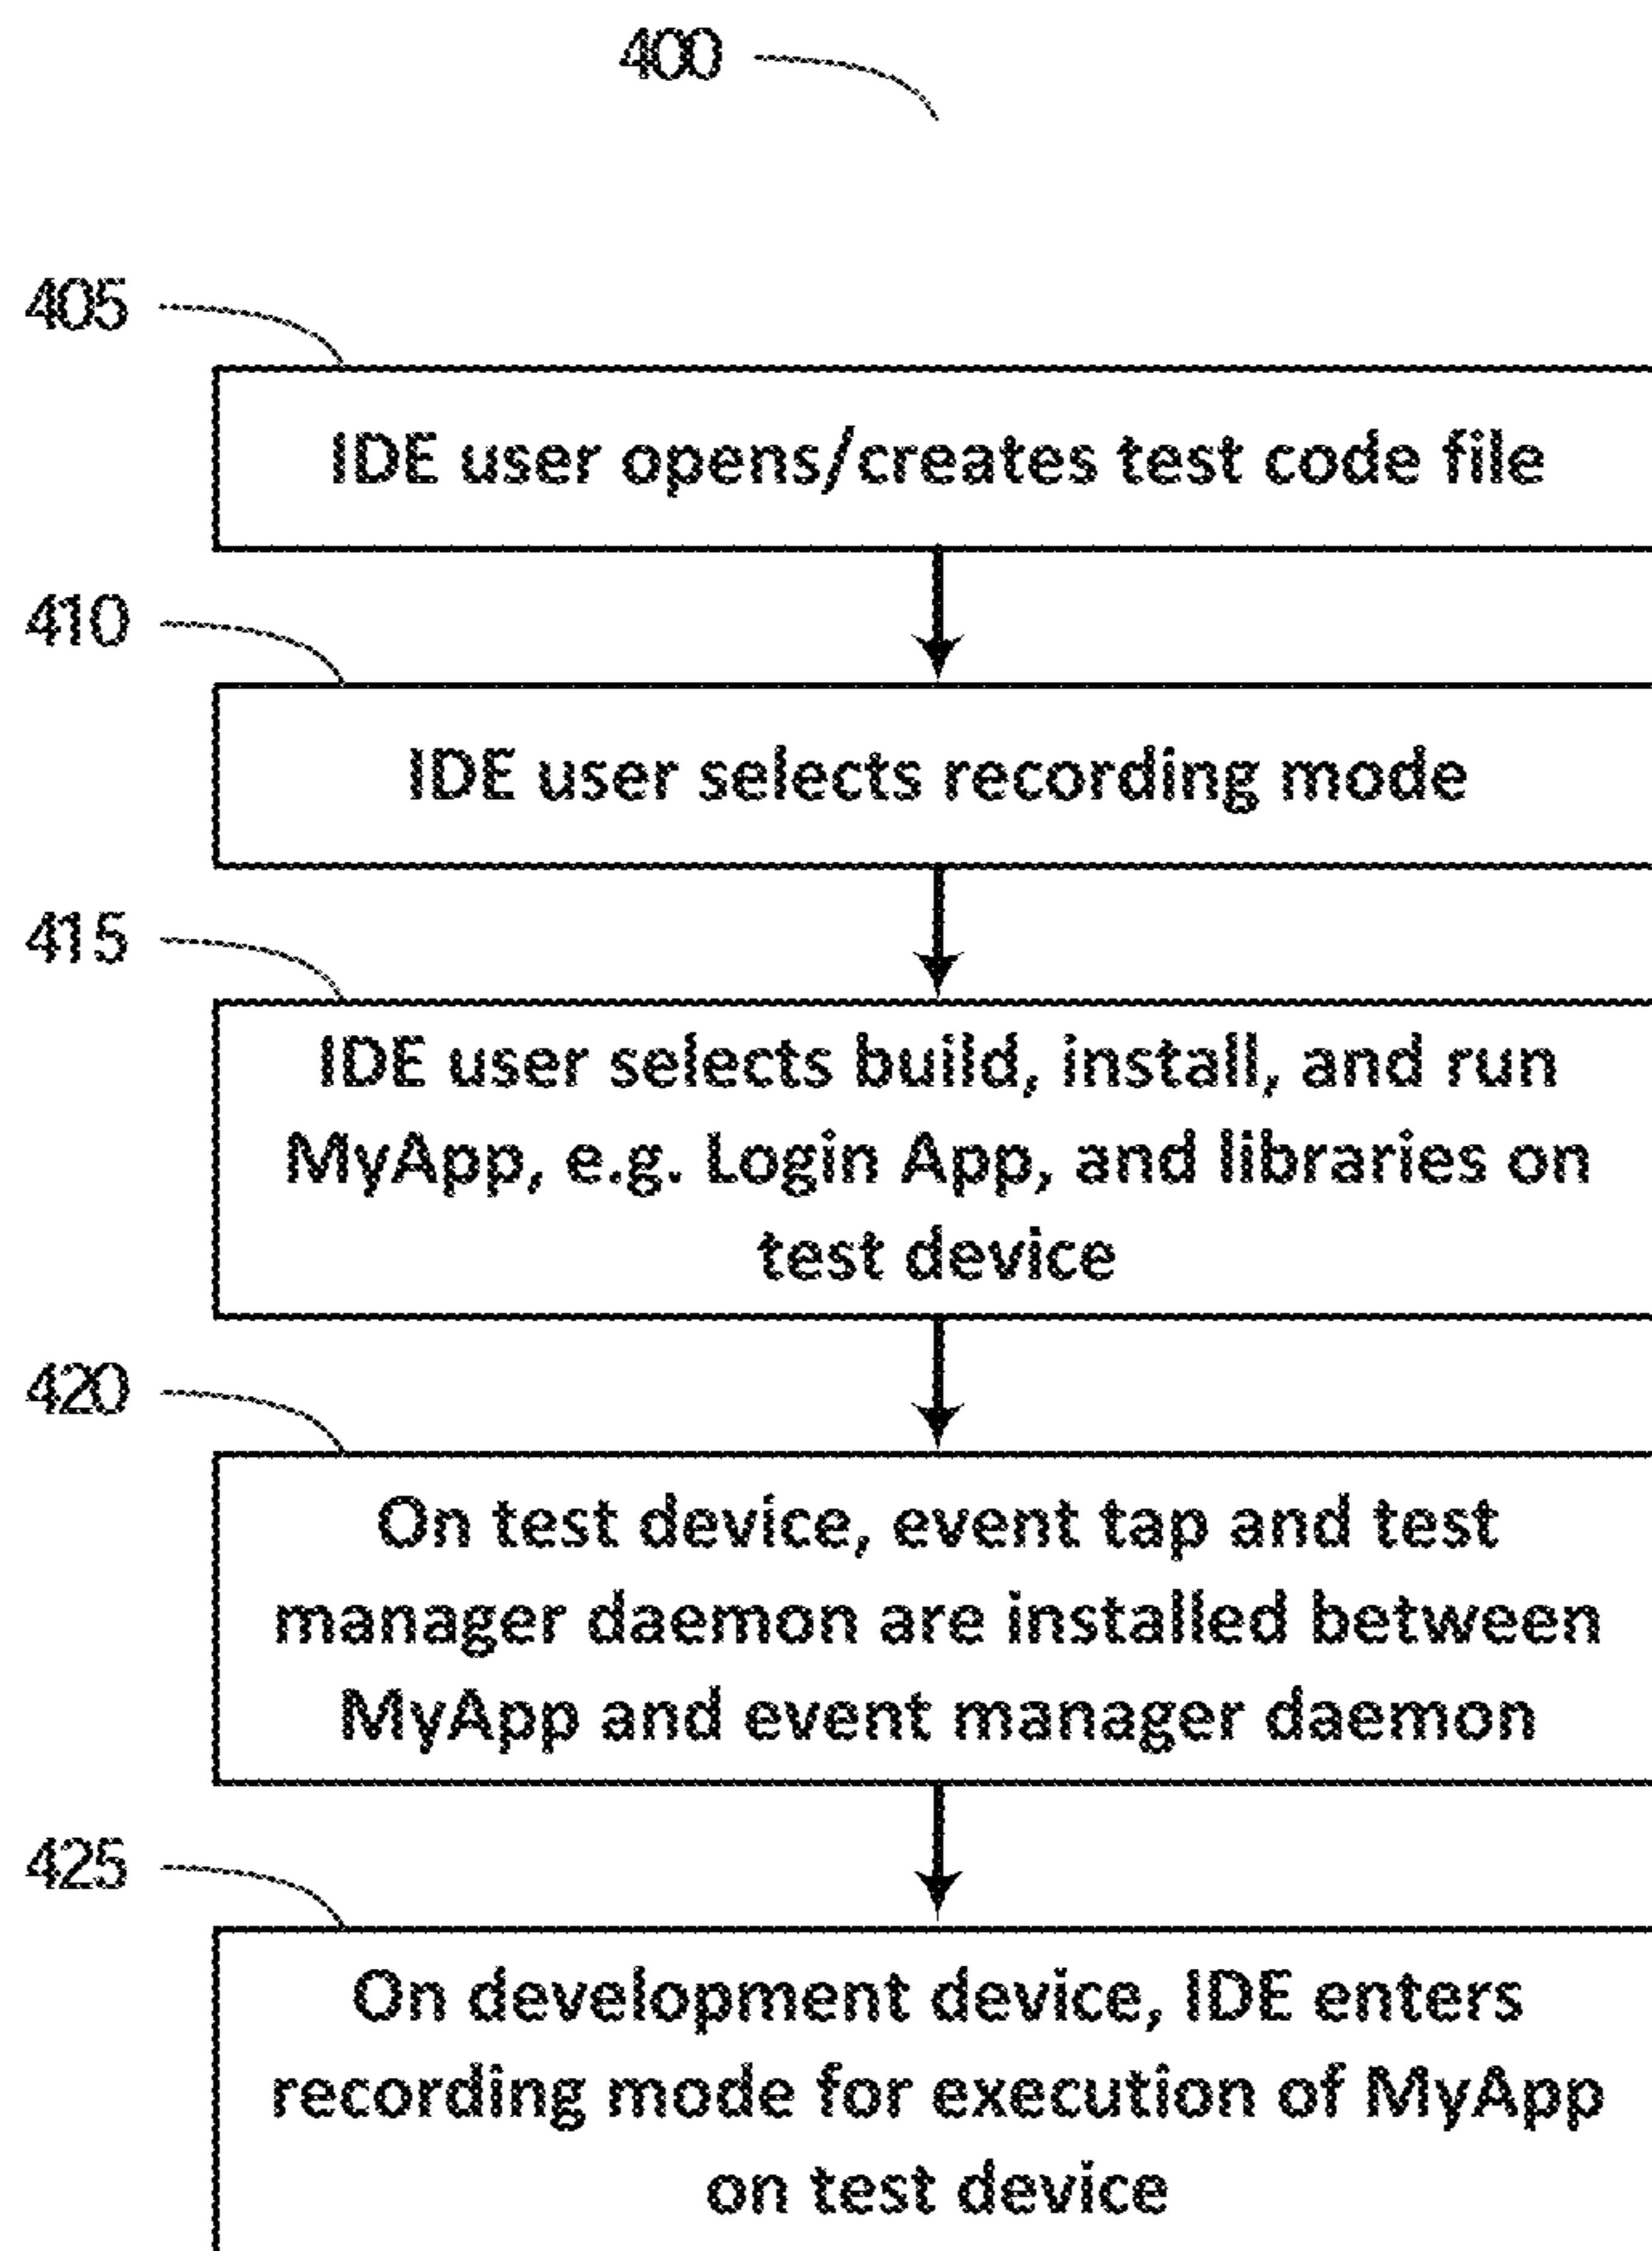 400
405
IDE user opens/creates test code file
410
IDE user selects recording mode
415
IDE user selects build, install, and run
MyApp, e.g. Login App, and libraries on
test device
420
On test device, event tap and test
manager daemon are installed between
MyApp and event manager daemon
425
On development device, IDE enters
recording mode for execution of MyApp
on test device